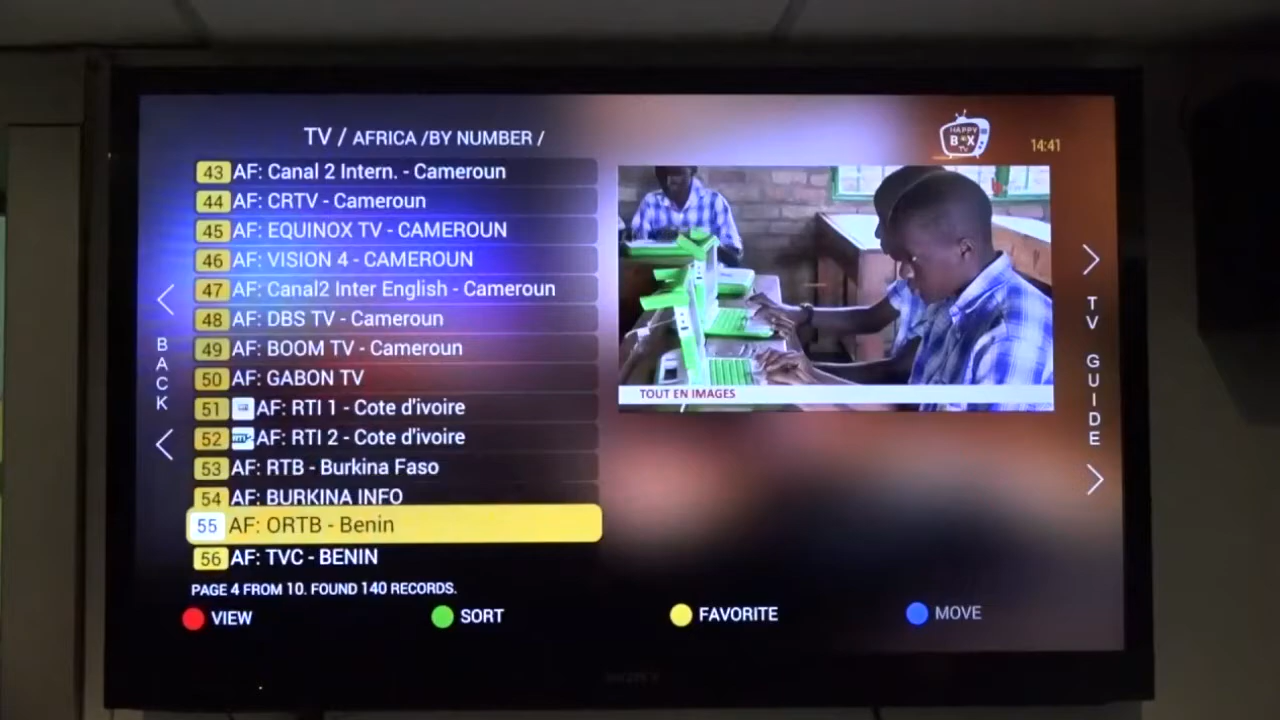 TV / AFRICA /BY NUMBER /
HAPPY
BOX
TV
14:41
43 AF: Canal 2 Intern. - Cameroun
44 AF: CRTV - Cameroun
45 AF: EQUINOX TV - CAMEROUN
46 AF: VISION 4 - CAMEROUN
47 AF: Canal2 Inter English - Cameroun
48 AF: DBS TV - Cameroun
49 AF: BOOM TV - Cameroun
50 AF: GABON TV
51 AF: RTI 1 - Cote d'ivoire
52 AF: RTI 2 - Cote d'ivoire
53 AF: RTB - Burkina Faso
54 AF: BURKINA INFO
55 AF: ORTB - Benin
56 AF: TVC - BENIN
BACK
TOUT EN IMAGES
TV GUIDE
PAGE 4 FROM 10. FOUND 140 RECORDS.
VIEW SORT FAVORITE MOVE